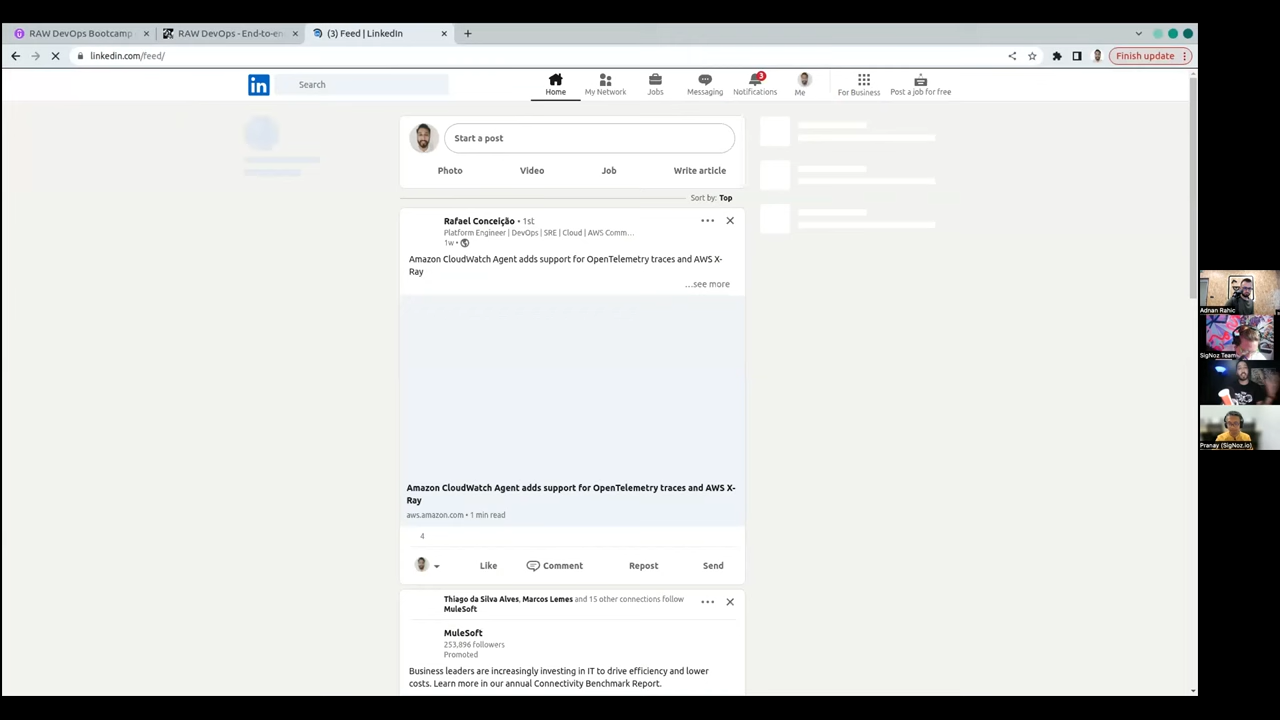 RAW DevOps Bootcamp
RAW DevOps - End-to-en
(3) Feed | LinkedIn
linkedin.com/feed/
Finish update
in
Search
Home
My Network
Jobs
Messaging
3
Notifications
Me
For Business
Post a job for free
Start a post
Photo
Video
Job
Write article
Sort by: Top
Rafael Conceição • 1st
Platform Engineer | DevOps | SRE | Cloud | AWS Comm…
1w •
Amazon CloudWatch Agent adds support for OpenTelemetry traces and AWS X-
Ray
…see more
Amazon CloudWatch Agent adds support for OpenTelemetry traces and AWS X-
Ray
aws.amazon.com • 1 min read
4
Like
Comment
Repost
Send
Thiago da Silva Alves, Marcos Lemes and 15 other connections follow
MuleSoft
MuleSoft
253,896 followers
Promoted
Business leaders are increasingly investing in IT to drive efficiency and lower
costs. Learn more in our annual Connectivity Benchmark Report.
Adnan Rahic
SigNoz Team
Pranay (SigNoz.io)